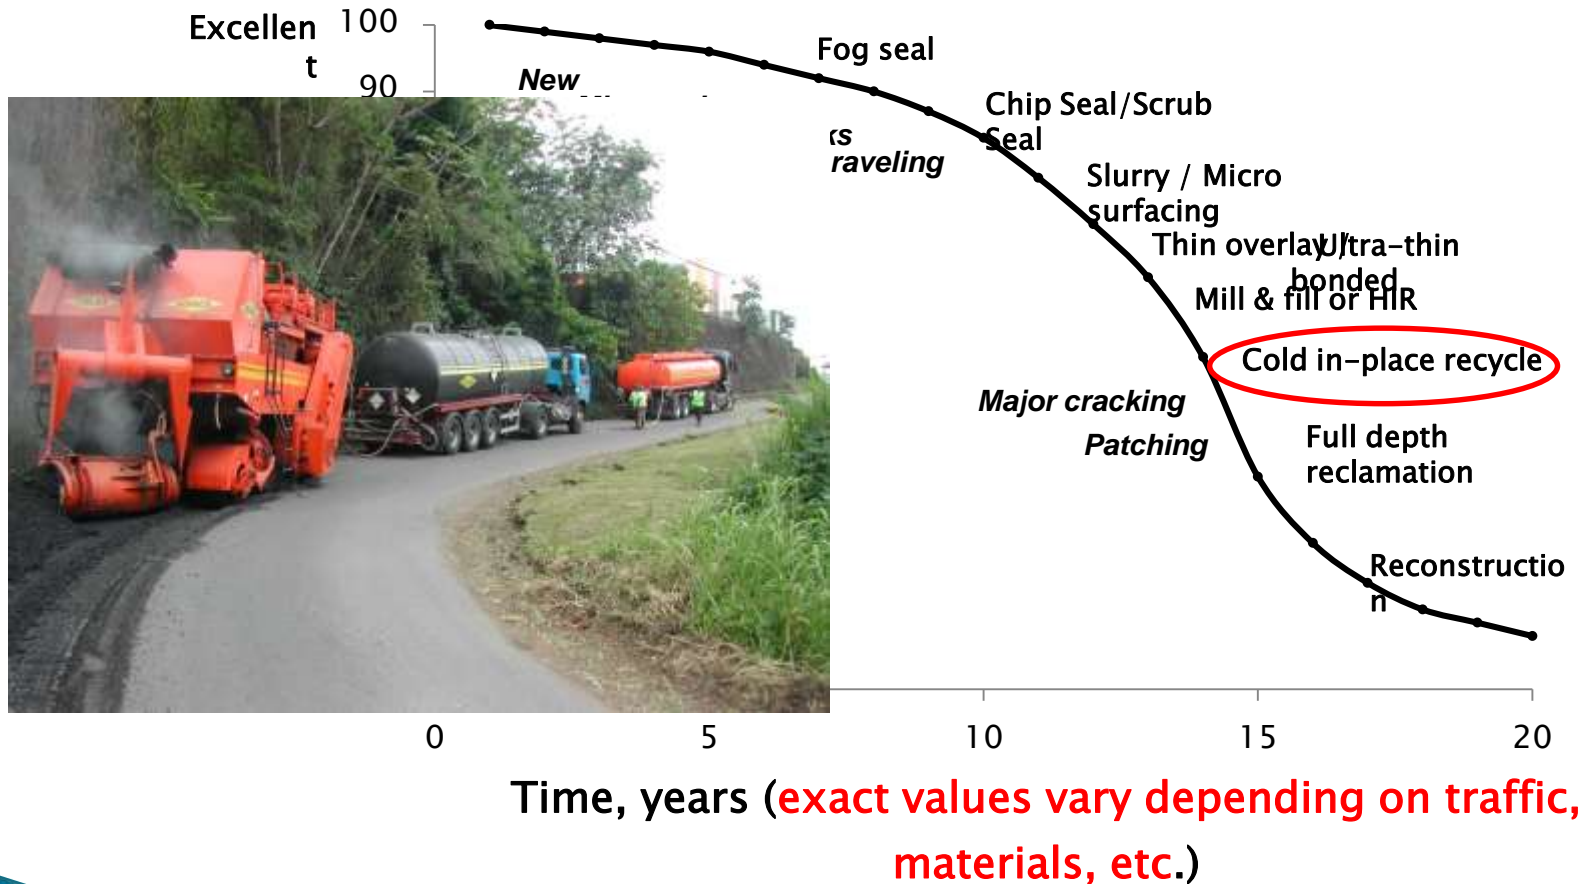 Excellen
t
100
90
New
Fog seal
Chip Seal/Scrub
Seal
raveling
Slurry / Micro
surfacing
Thin overlay /
Ultra-thin
bonded
Mill & fill or HIR
Cold in-place recycle
Major cracking
Patching
Full depth
reclamation
Reconstructio
n
0 5 10 15 20
Time, years (exact values vary depending on traffic,
materials, etc.)